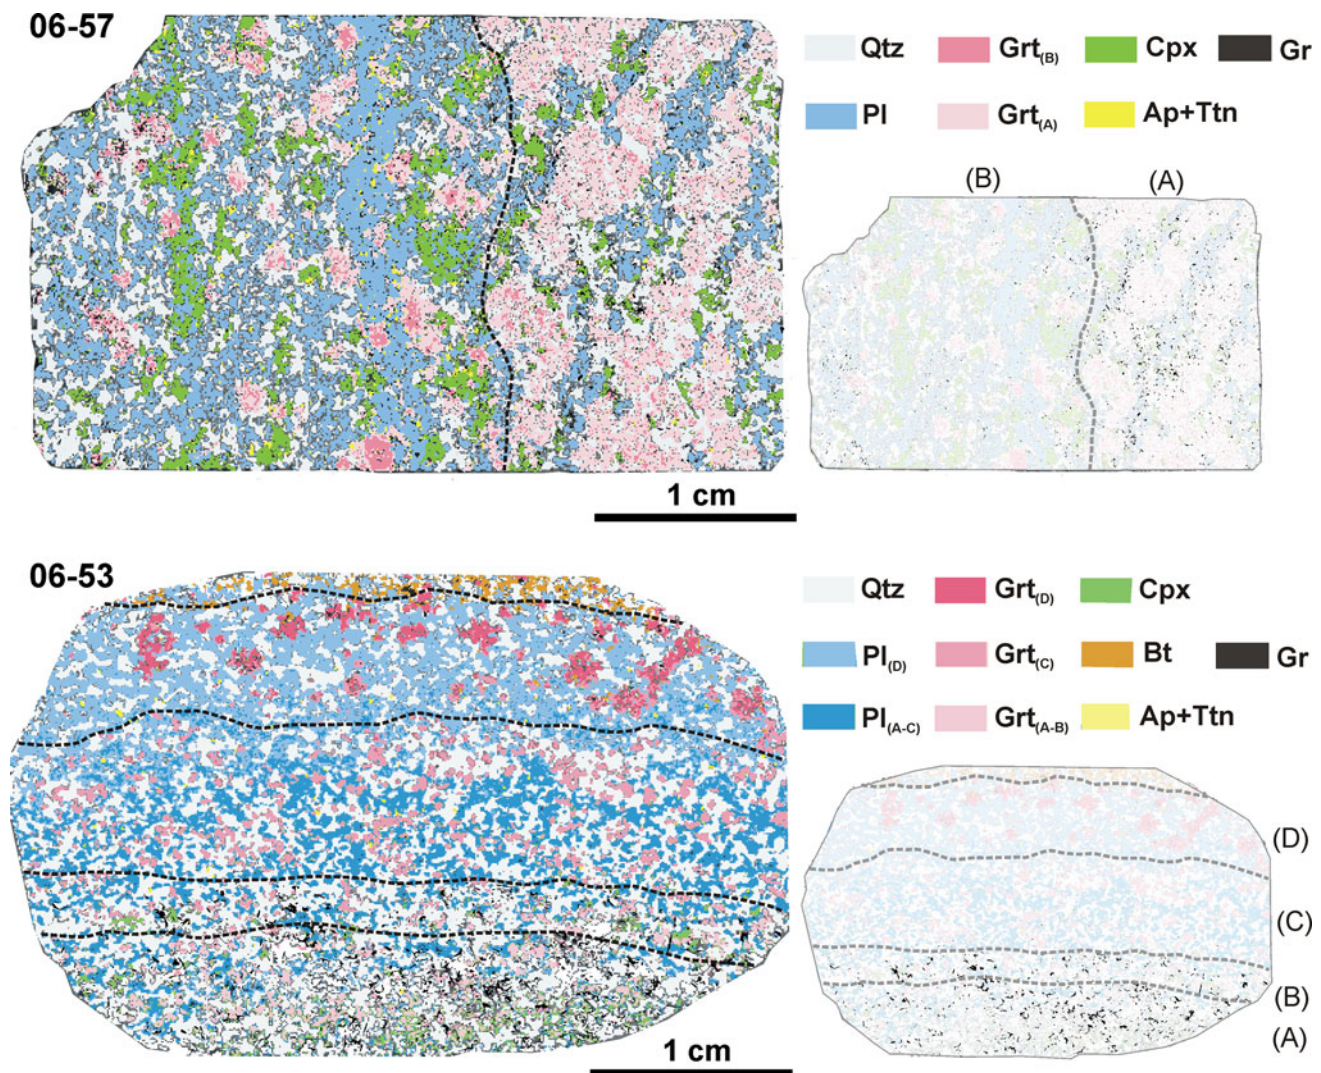 06-57
Qtz Grt(B) Cpx Gr
Pl Grt(A) Ap+Ttn
(B) (A)
1 cm
06-53
Qtz Grt(D) Cpx
Pl(D) Grt(C) Bt Gr
Pl(A-C) Grt(A-B) Ap+Ttn
(D)
(C)
(B)
(A)
1 cm